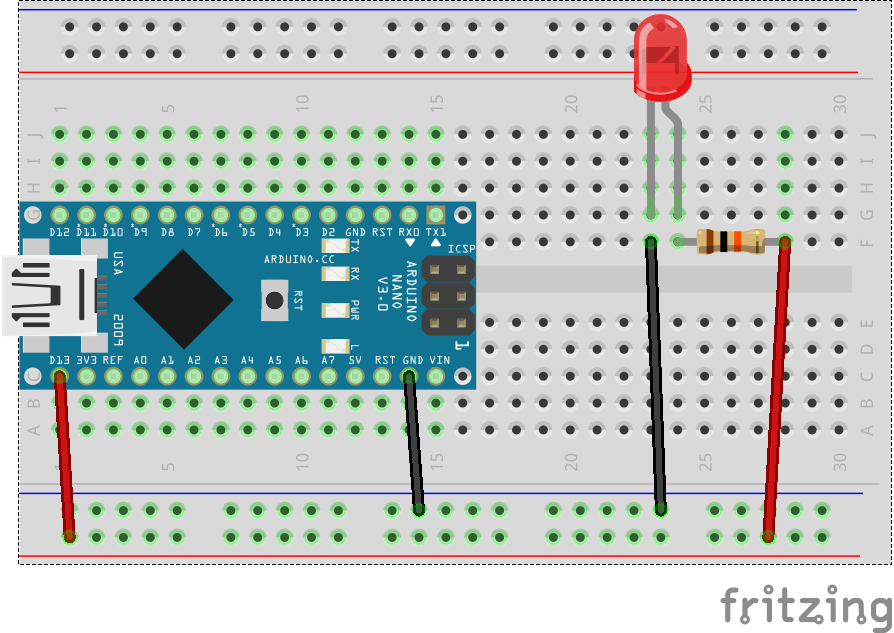 1 5 10 15 20 25 30
J J
I I
H H
G G
F F
D12 D11 D10 D9 D8 D7 D6 D5 D4 D3 D2 GND RST RX0 TX1
TX
RX
PWR
L
ARDUINO.CC
RST
ICSP
ARDUINO
NANO
V3.0
1
USA
2009
D13 3V3 REF A0 A1 A2 A3 A4 A5 A6 A7 5V RST GND VIN
E E
D D
C C
B B
A A
1 5 10 15 20 25 30
fritzing